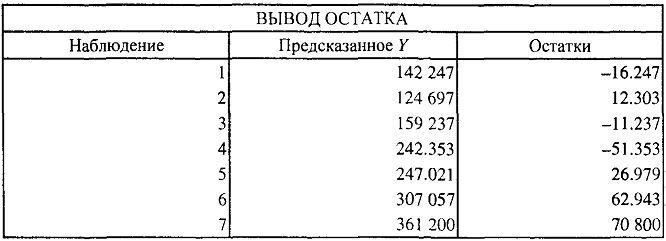 ВЫВОД ОСТАТКА
Наблюдение Предсказанное Y Остатки
1 142 247 –16.247
2 124 697 12.303
3 159 237 –11.237
4 242.353 –51.353
5 247.021 26.979
6 307 057 62.943
7 361 200 70 800